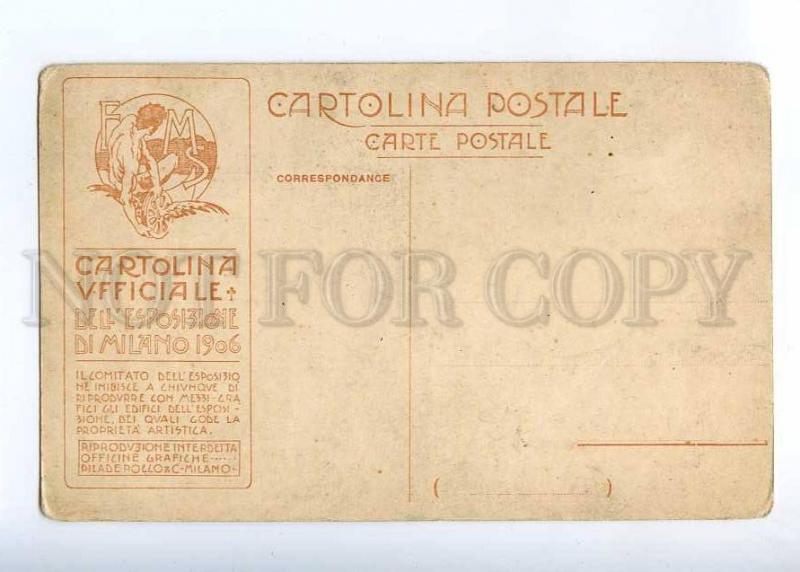 CARTOLINA POSTALE
CARTE POSTALE
CORRESPONDANCE
E M S
CARTOLINA
VFFICIALE
DELL'ESPOSIZIONE
DI MILANO 1906
IL COMITATO DELL'ESPOSIZIO
NE INIBISCE A CHIVNQVE DI
RIPRODVRRE CON MEZZI-GRA
FICI GLI EDIFICI DELL'ESPOSI-
ZIONE, DEI QVALI GODE LA
PROPRIETÀ ARTISTICA.
RIPRODVZIONE INTERDETTA
OFFICINE GRAFICHE ......
PILADE ROCCO & C-MILANO
( )
NOT FOR COPY